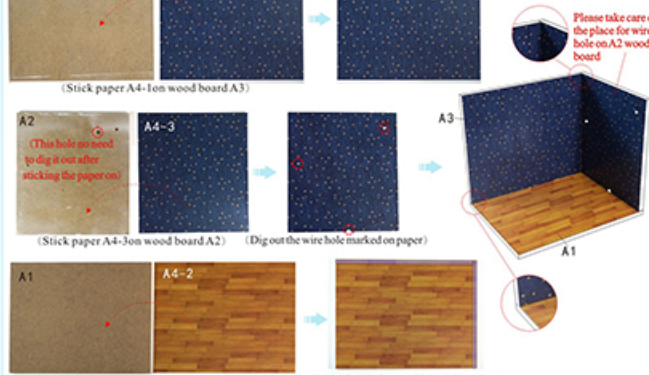 Please take care o
the place for wire
hole on A2 wood
board
(Stick paper A4-1on wood board A3)
A2
A4-3
A3
(This hole no need
to dig it out after
sticking the paper on)
(Stick paper A4-3on wood board A2)
(Dig out the wire hole marked on paper)
A1
A1
A4-2